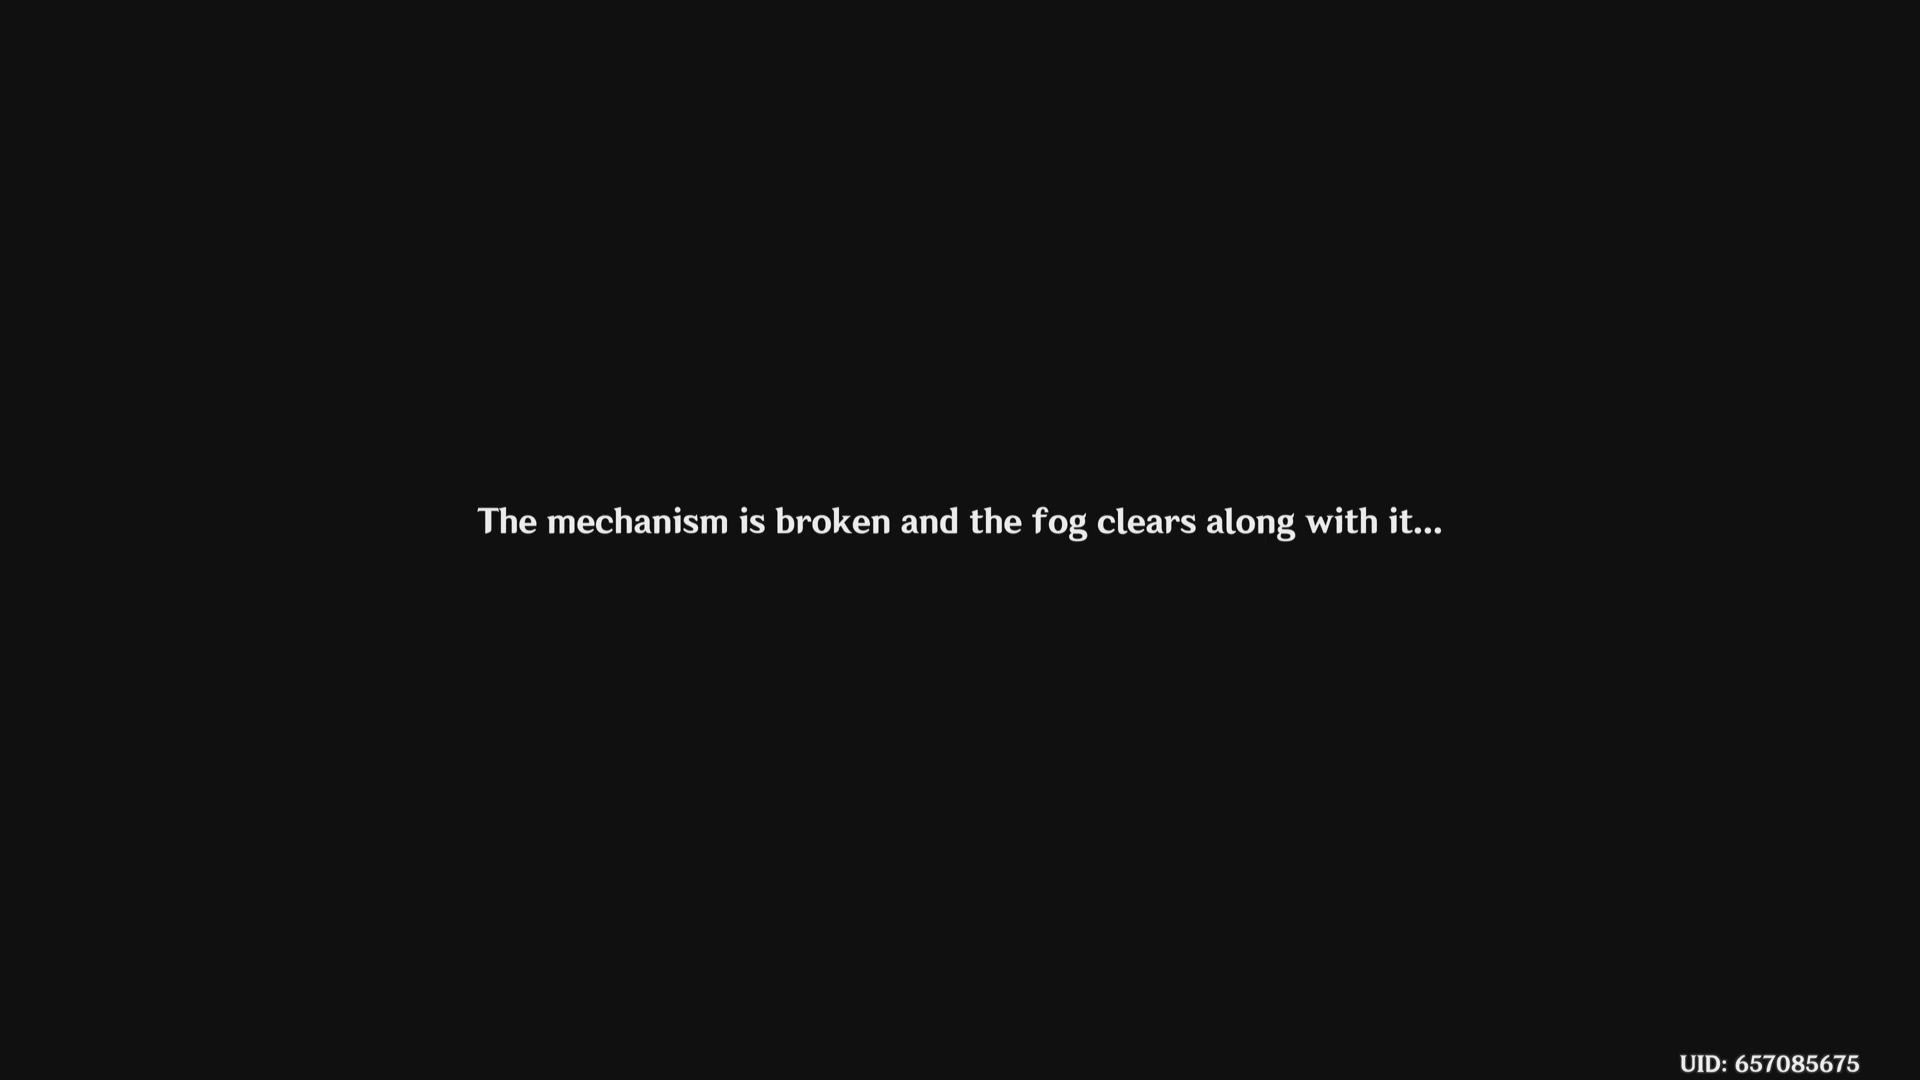 The mechanism is broken and the fog clears along with it...
UID: 657085675